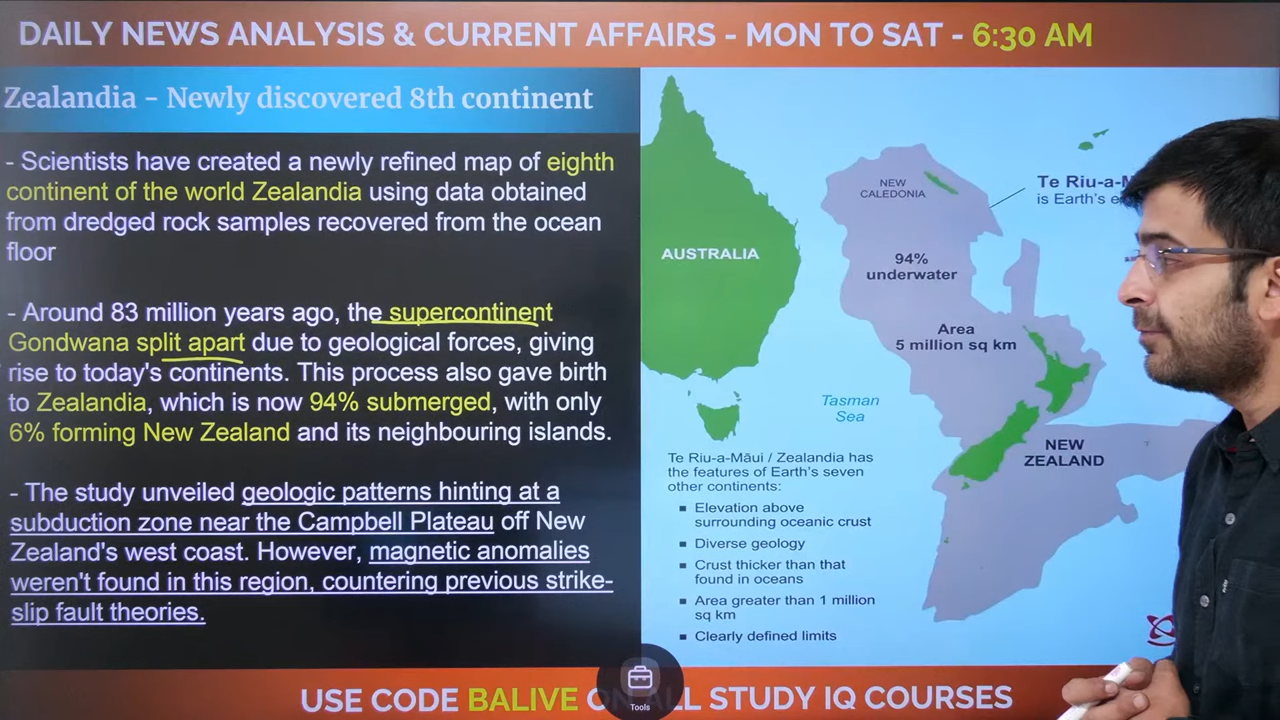 DAILY NEWS ANALYSIS & CURRENT AFFAIRS - MON TO SAT - 6:30 AM
Zealandia - Newly discovered 8th continent
- Scientists have created a newly refined map of eighth
continent of the world Zealandia using data obtained
from dredged rock samples recovered from the ocean
floor
- Around 83 million years ago, the supercontinent
Gondwana split apart due to geological forces, giving
rise to today's continents. This process also gave birth
to Zealandia, which is now 94% submerged, with only
6% forming New Zealand and its neighbouring islands.
- The study unveiled geologic patterns hinting at a
subduction zone near the Campbell Plateau off New
Zealand's west coast. However, magnetic anomalies
weren't found in this region, countering previous strike-
slip fault theories.
NEW
CALEDONIA
Te Riu-a-
is Earth's
AUSTRALIA
94%
underwater
Area
5 million sq km
Tasman
Sea
NEW
ZEALAND
Te Riu-a-Māui / Zealandia has
the features of Earth's seven
other continents:
▪ Elevation above
surrounding oceanic crust
▪ Diverse geology
▪ Crust thicker than that
found in oceans
▪ Area greater than 1 million
sq km
▪ Clearly defined limits
Tools
USE CODE BALIVE ON ALL STUDY IQ COURSES